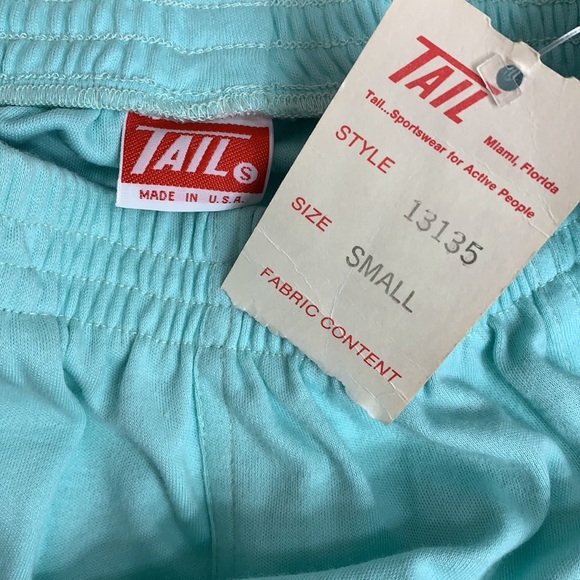 TAIL S
MADE IN U.S.A.
TAIL
Miami, Florida
Tail...Sportswear for Active People
STYLE 13135
SIZE SMALL
FABRIC CONTENT